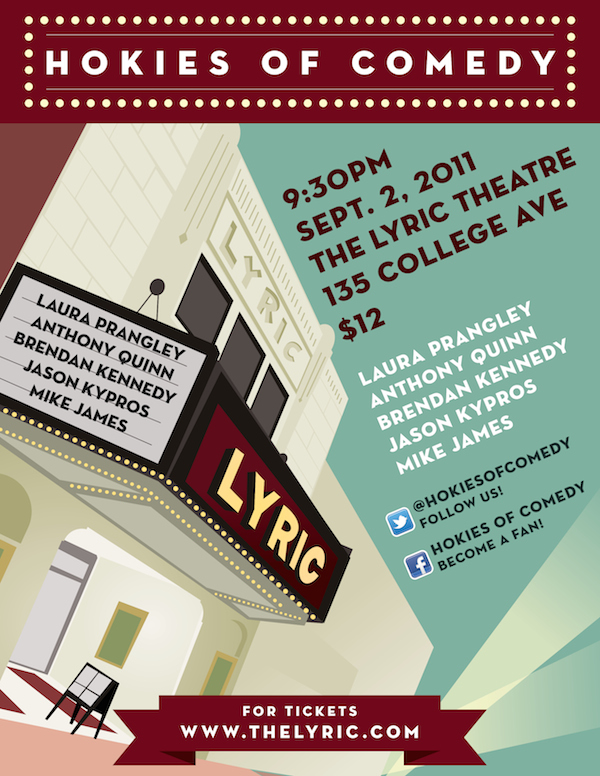 HOKIES OF COMEDY
9:30PM
SEPT. 2, 2011
THE LYRIC THEATRE
135 COLLEGE AVE
$12
LYRIC
LAURA PRANGLEY
ANTHONY QUINN
BRENDAN KENNEDY
JASON KYPROS
MIKE JAMES
LYRIC
LAURA PRANGLEY
ANTHONY QUINN
BRENDAN KENNEDY
JASON KYPROS
MIKE JAMES
@HOKIESOFCOMEDY
FOLLOW US!
HOKIES OF COMEDY
BECOME A FAN!
FOR TICKETS
WWW.THELYRIC.COM